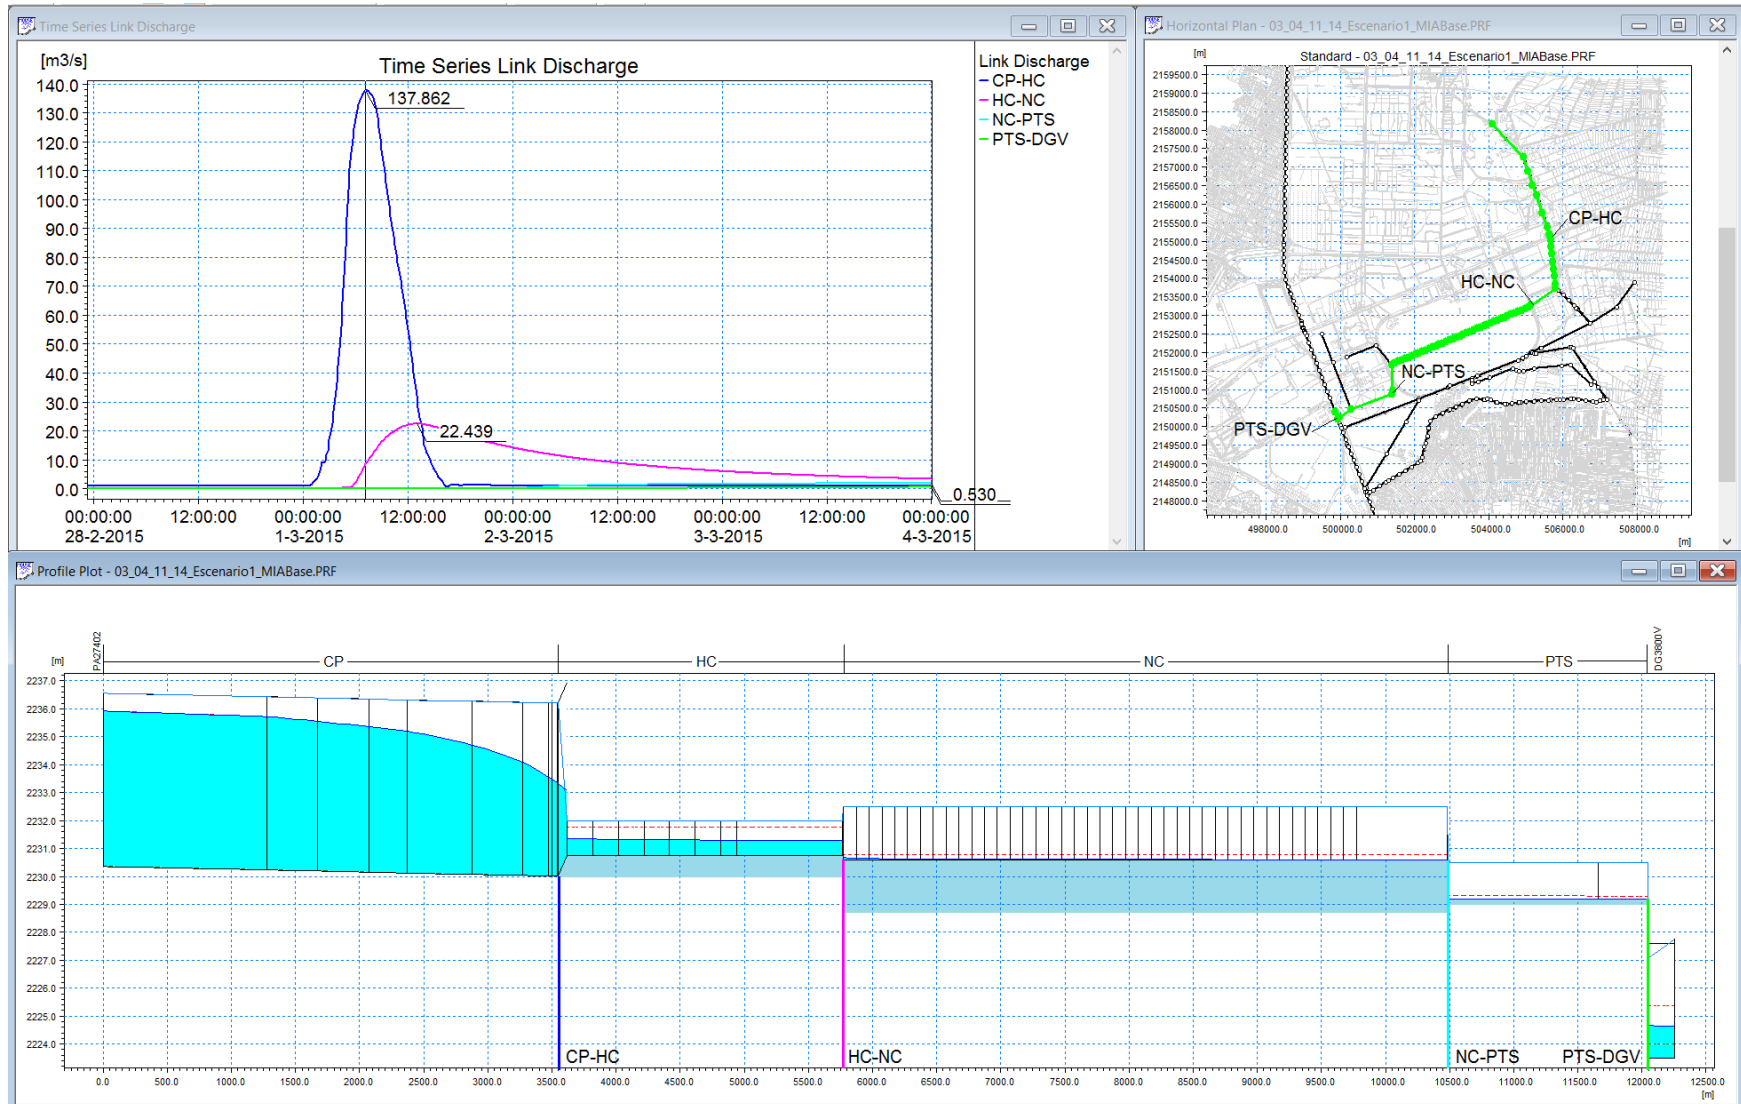 Time Series Link Discharge
[m3/s]
Time Series Link Discharge
140.0
130.0
120.0
110.0
100.0
90.0
80.0
70.0
60.0
50.0
40.0
30.0
20.0
10.0
0.0
137.862
22.439
0.530
00:00:00 12:00:00 00:00:00 12:00:00 00:00:00 12:00:00 00:00:00 12:00:00 00:00:00
28-2-2015 1-3-2015 2-3-2015 3-3-2015 4-3-2015
Link Discharge
CP-HC
HC-NC
NC-PTS
PTS-DGV
Horizontal Plan - 03_04_11_14_Escenario1_MIABase.PRF
[m]
Standard - 03_04_11_14_Escenario1_MIABase.PRF
2159500.0
2159000.0
2158500.0
2158000.0
2157500.0
2157000.0
2156500.0
2156000.0
2155500.0
2155000.0
2154500.0
2154000.0
2153500.0
2153000.0
2152500.0
2152000.0
2151500.0
2151000.0
2150500.0
2150000.0
2149500.0
2149000.0
2148500.0
2148000.0
CP-HC
HC-NC
NC-PTS
PTS-DGV
498000.0 500000.0 502000.0 504000.0 506000.0 508000.0
[m]
Profile Plot - 03_04_11_14_Escenario1_MIABase.PRF
[m]
PA27402
CP
HC
NC
PTS
DG3800V
2237.0
2236.0
2235.0
2234.0
2233.0
2232.0
2231.0
2230.0
2229.0
2228.0
2227.0
2226.0
2225.0
2224.0
CP-HC
HC-NC
NC-PTS
PTS-DGV
0.0 500.0 1000.0 1500.0 2000.0 2500.0 3000.0 3500.0 4000.0 4500.0 5000.0 5500.0 6000.0 6500.0 7000.0 7500.0 8000.0 8500.0 9000.0 9500.0 10000.0 10500.0 11000.0 11500.0 12000.0 12500.0
[m]